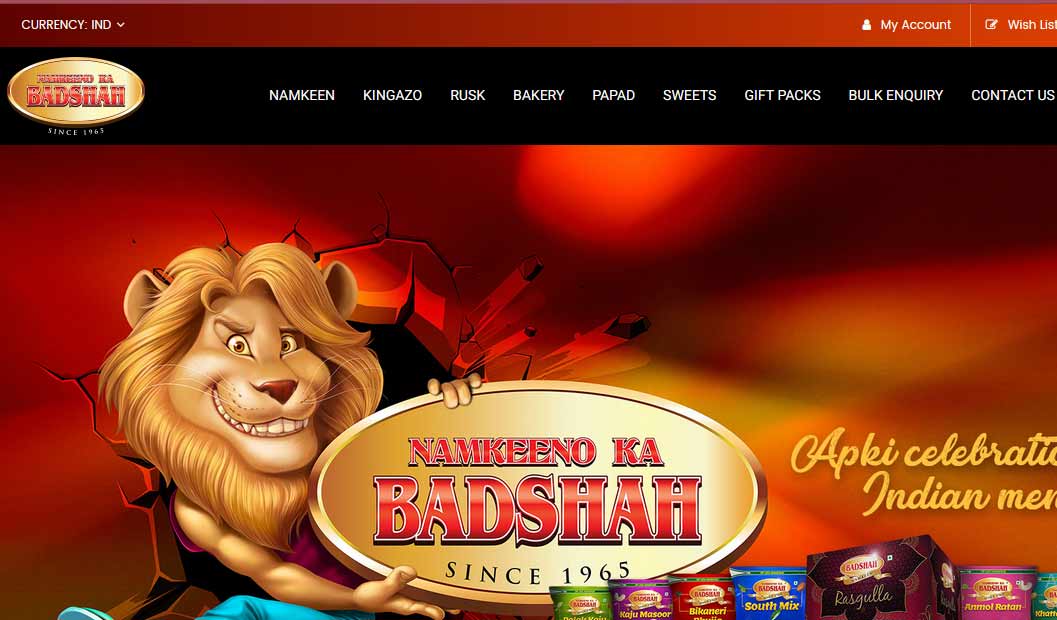 CURRENCY: IND
My Account
Wish List
NAMKEENO KA
BADSHAH
SINCE 1965
NAMKEEN KINGAZO RUSK BAKERY PAPAD SWEETS GIFT PACKS BULK ENQUIRY CONTACT US
Apki celebratio
Indian mer
NAMKEENO KA
BADSHAH
SINCE 1965
BADSHAH
Kaju Masoor
BADSHAH
Bikaneri
Bhujia
BADSHAH
South Mix
BADSHAH
Rasgulla
BADSHAH
Anmol Ratan